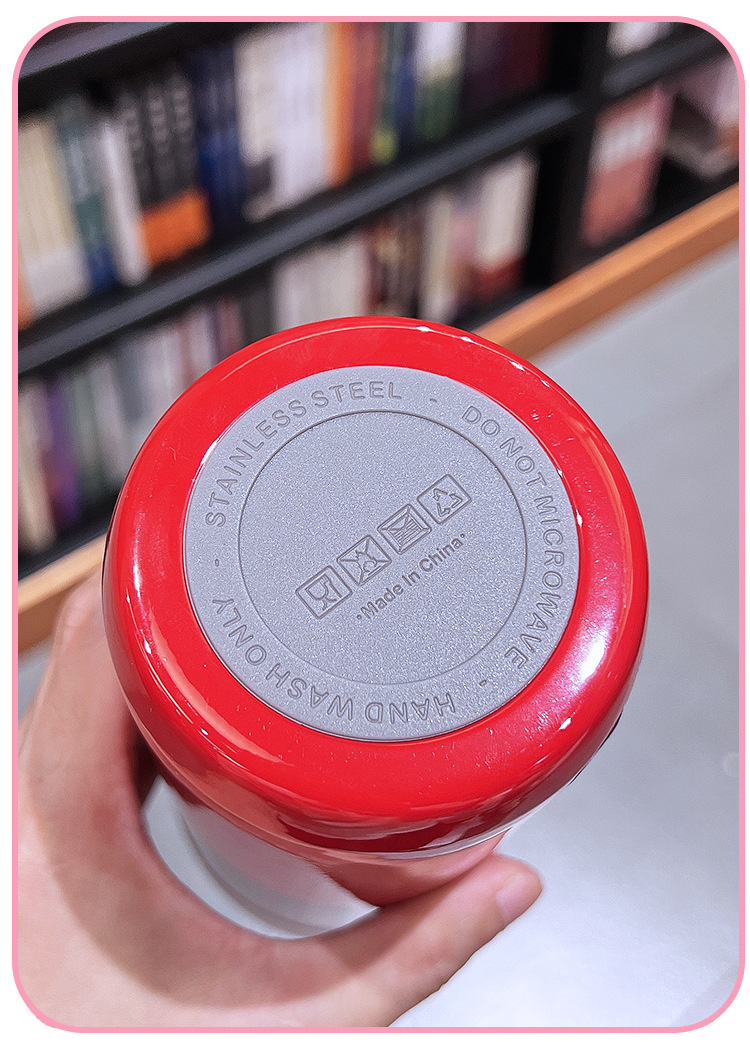 STAINLESS STEEL - DO NOT MICROWAVE - HAND WASH ONLY -
•Made In China•